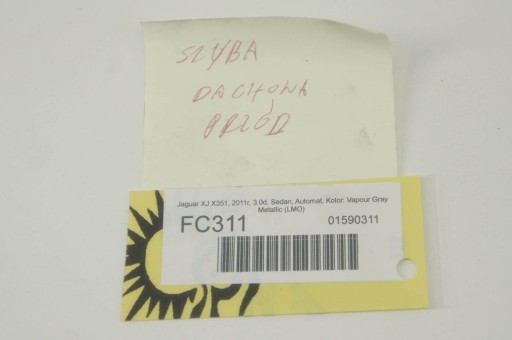 SZYBA
DACHOWA
PRZÓD
Jaguar XJ X351, 2011r, 3.0d, Sedan, Automat, Kolor: Vapour Gray
Metallic (LMO)
FC311 01590311